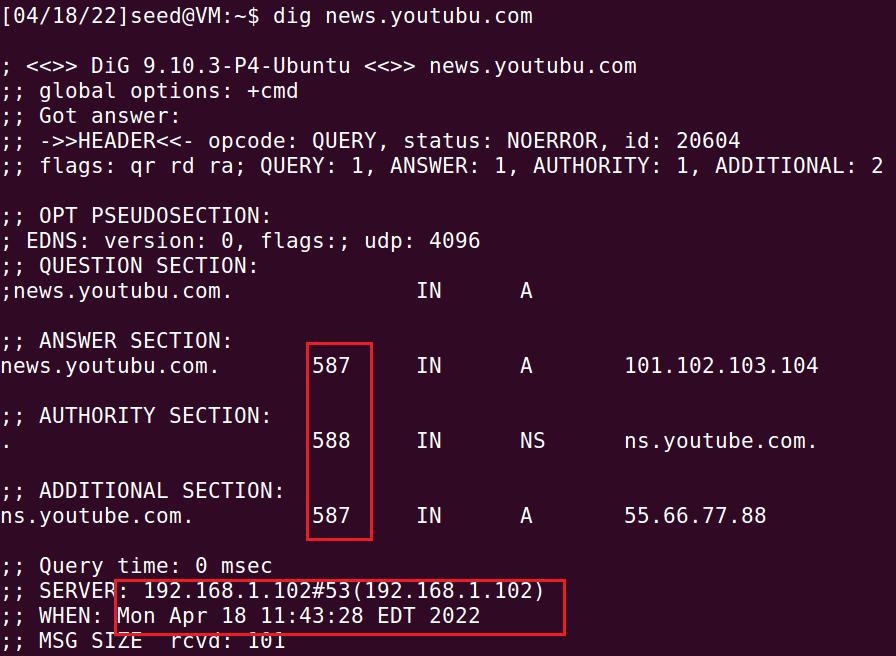 [04/18/22]seed@VM:~$ dig news.youtubu.com
; <<>> DiG 9.10.3-P4-Ubuntu <<>> news.youtubu.com
;; global options: +cmd
;; Got answer:
;; ->>HEADER<<- opcode: QUERY, status: NOERROR, id: 20604
;; flags: qr rd ra; QUERY: 1, ANSWER: 1, AUTHORITY: 1, ADDITIONAL: 2
;; OPT PSEUDOSECTION:
; EDNS: version: 0, flags:; udp: 4096
;; QUESTION SECTION:
;news.youtubu.com. IN A
;; ANSWER SECTION:
news.youtubu.com. 587 IN A 101.102.103.104
;; AUTHORITY SECTION:
. 588 IN NS ns.youtube.com.
;; ADDITIONAL SECTION:
ns.youtube.com. 587 IN A 55.66.77.88
;; Query time: 0 msec
;; SERVER: 192.168.1.102#53(192.168.1.102)
;; WHEN: Mon Apr 18 11:43:28 EDT 2022
;; MSG SIZE rcvd: 101